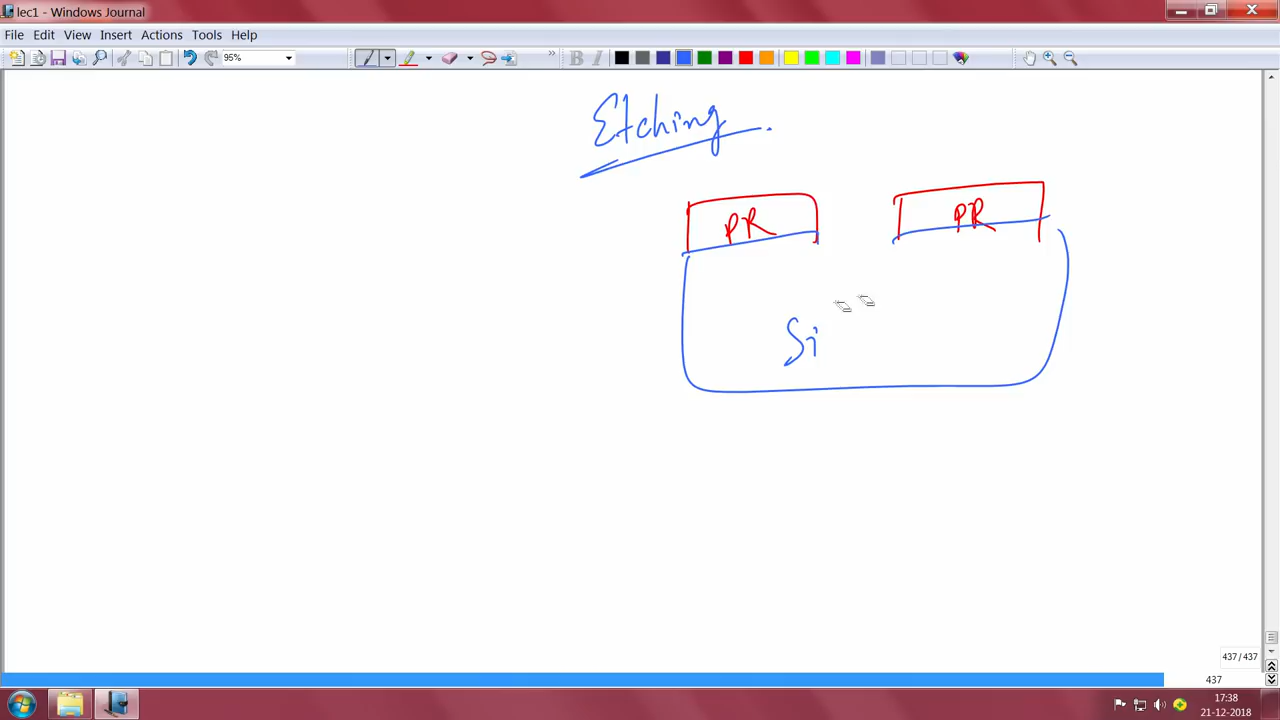 lec1 - Windows Journal
File Edit View Insert Actions Tools Help
95%
B I
Etching.
PR PR
Si
437 / 437
437
17:38
21-12-2018